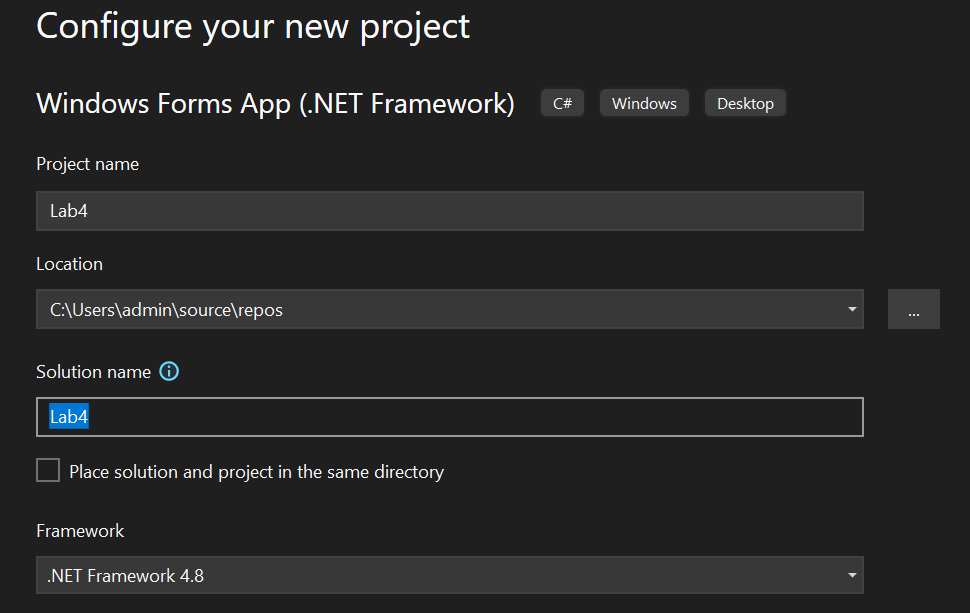 Configure your new project
Windows Forms App (.NET Framework) C# Windows Desktop
Project name
Lab4
Location
C:\Users\admin\source\repos
...
Solution name
Lab4
Place solution and project in the same directory
Framework
.NET Framework 4.8